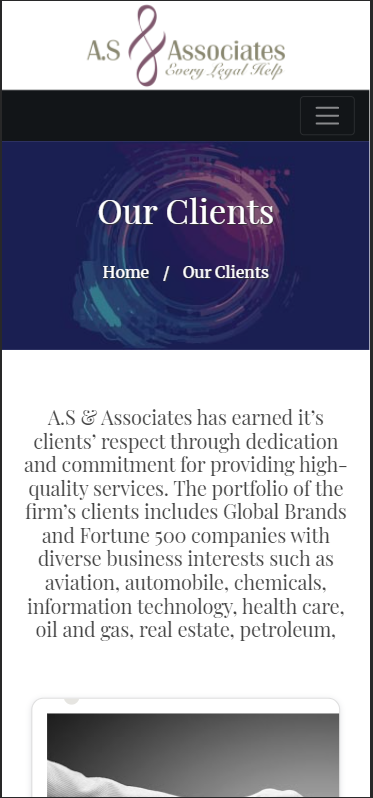 A.S & Associates
Every Legal Help
Our Clients
Home / Our Clients
A.S & Associates has earned it’s
clients’ respect through dedication
and commitment for providing high-
quality services. The portfolio of the
firm’s clients includes Global Brands
and Fortune 500 companies with
diverse business interests such as
aviation, automobile, chemicals,
information technology, health care,
oil and gas, real estate, petroleum,